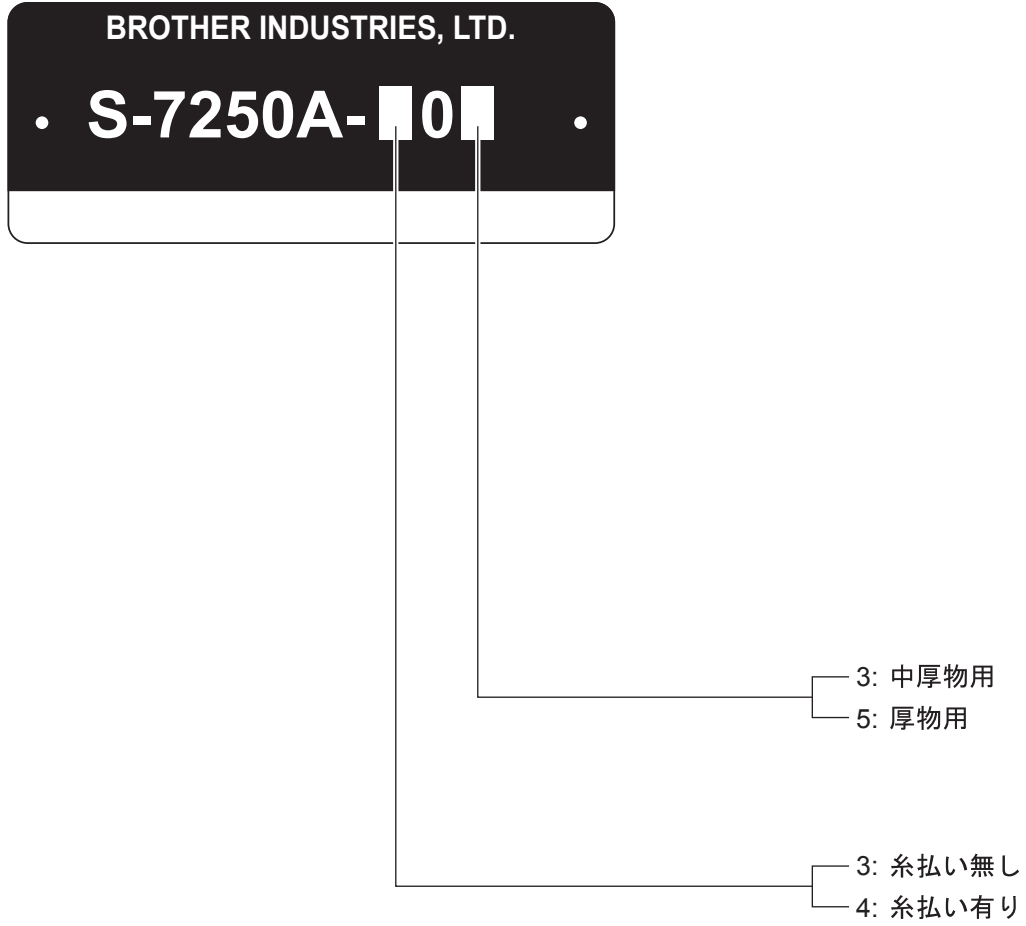 BROTHER INDUSTRIES, LTD.
S-7250A-■0■
3: 中厚物用
5: 厚物用
3: 糸払い無し
4: 糸払い有り